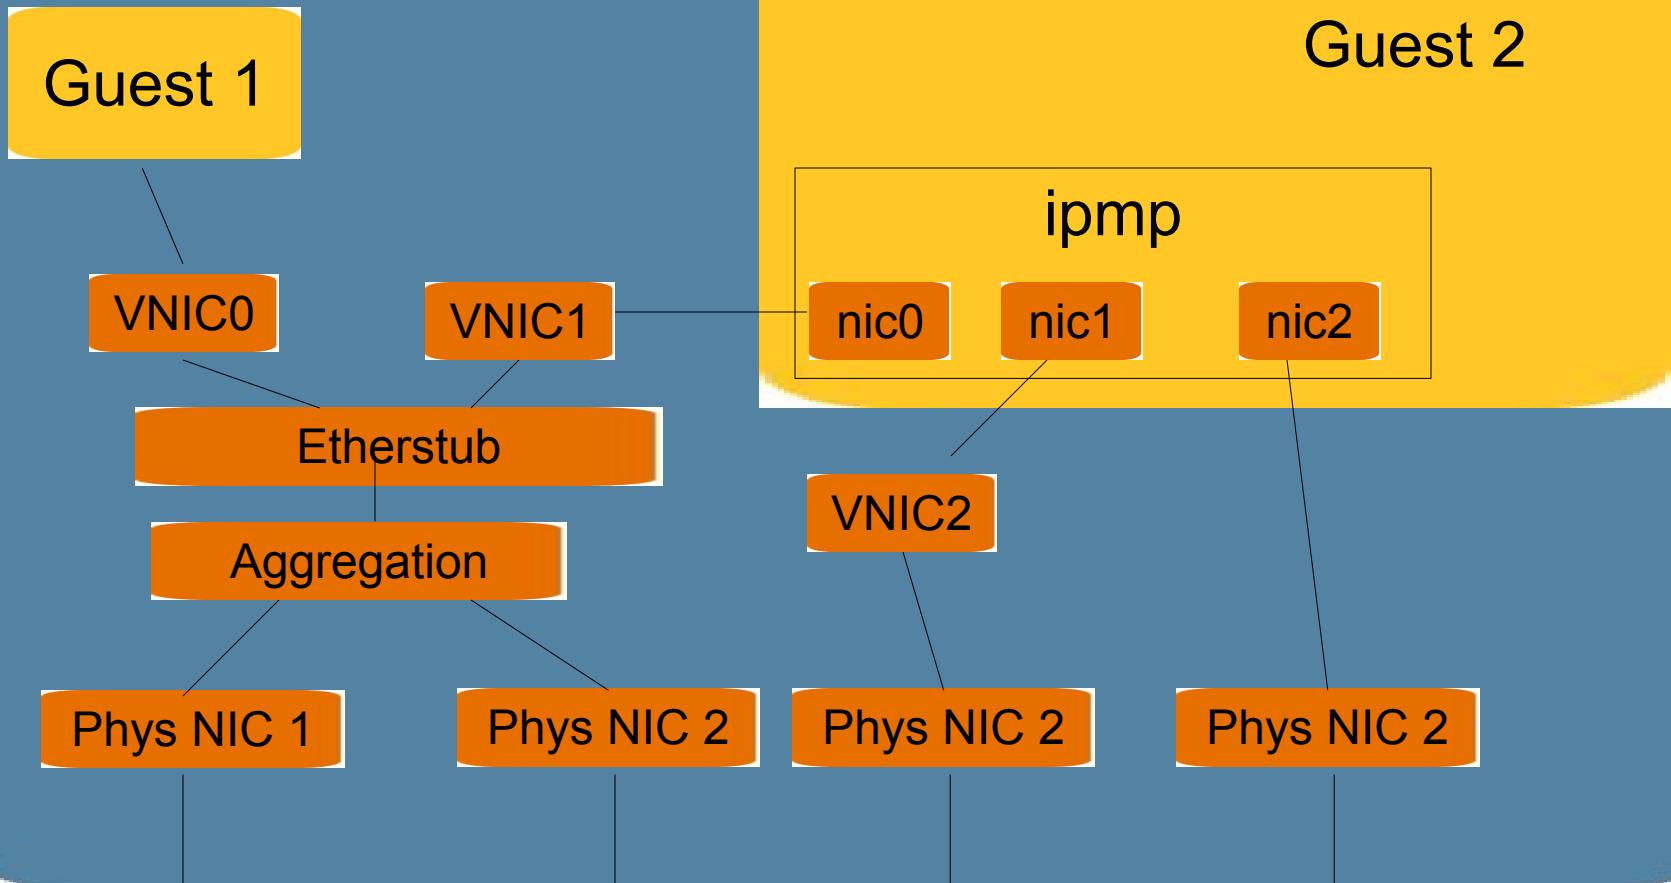 Guest 1
Guest 2
ipmp
VNIC0
VNIC1
nic0
nic1
nic2
Etherstub
VNIC2
Aggregation
Phys NIC 1
Phys NIC 2
Phys NIC 2
Phys NIC 2